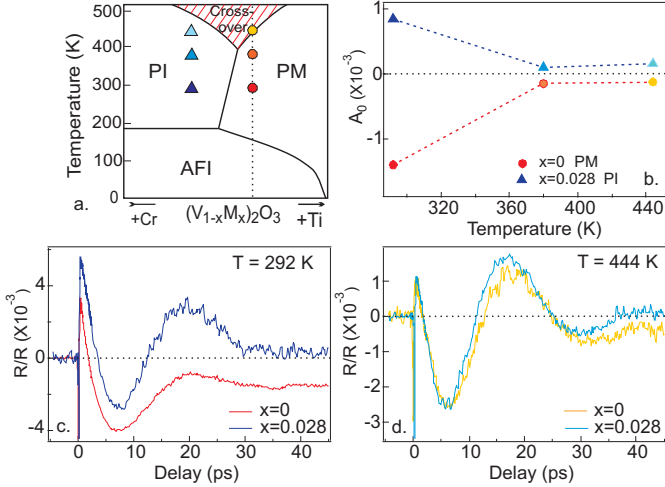 500
400
300
200
100
0
Temperature (K)
Cross-
over
PI
PM
AFI
a.
+Cr
(V1-xMx)2O3
+Ti
1
0
-1
A0 (X10-3)
x=0 PM
x=0.028 PI
b.
320
360
400
440
Temperature (K)
T = 292 K
4
0
-4
R/R (X10-3)
c.
x=0
x=0.028
0
10
20
30
40
Delay (ps)
T = 444 K
1
0
-1
-2
-3
R/R (X10-3)
d.
x=0
x=0.028
0
10
20
30
40
Delay (ps)